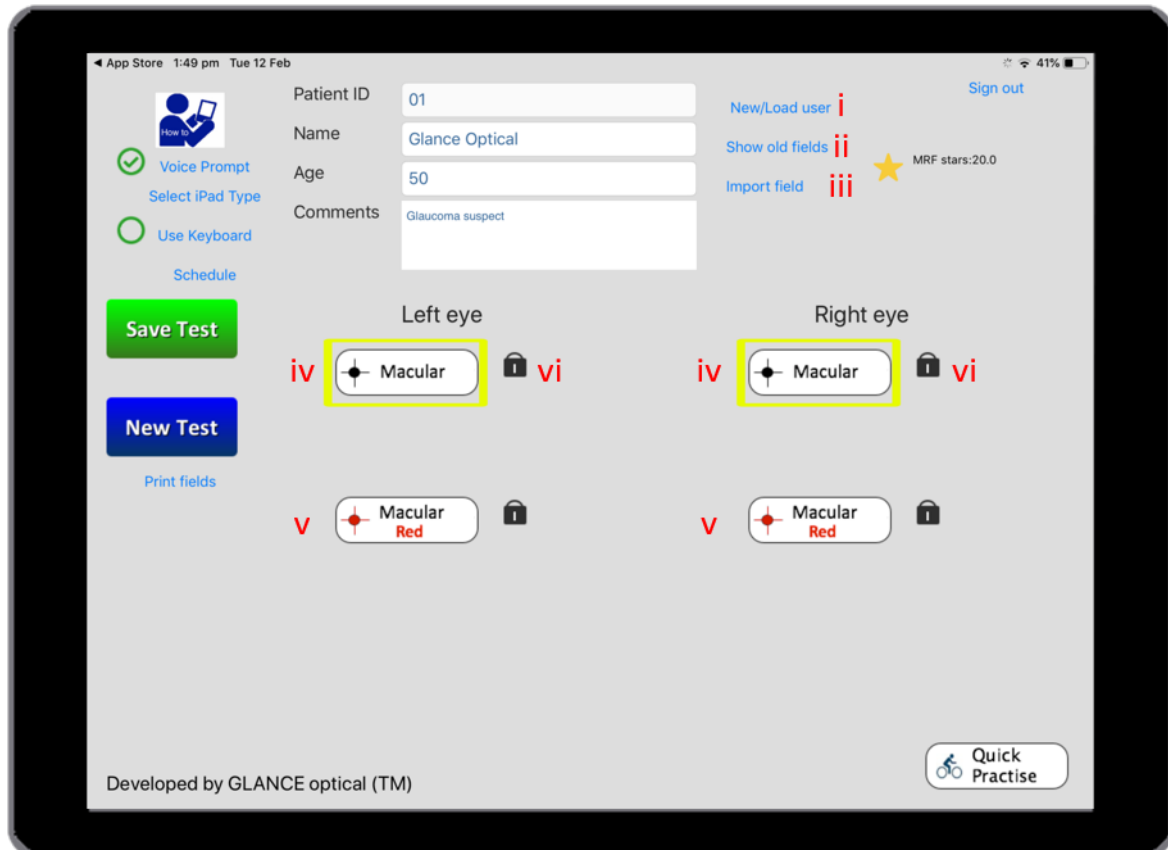 App Store 1:49 pm Tue 12 Feb
41%
Sign out
How to
Voice Prompt
Select iPad Type
Use Keyboard
Schedule
Patient ID 01
Name Glance Optical
Age 50
Comments Glaucoma suspect
New/Load user i
Show old fields ii
Import field iii
MRF stars:20.0
Save Test
New Test
Print fields
Left eye
Right eye
iv Macular vi
iv Macular vi
v Macular
Red
v Macular
Red
Quick
Practise
Developed by GLANCE optical (TM)